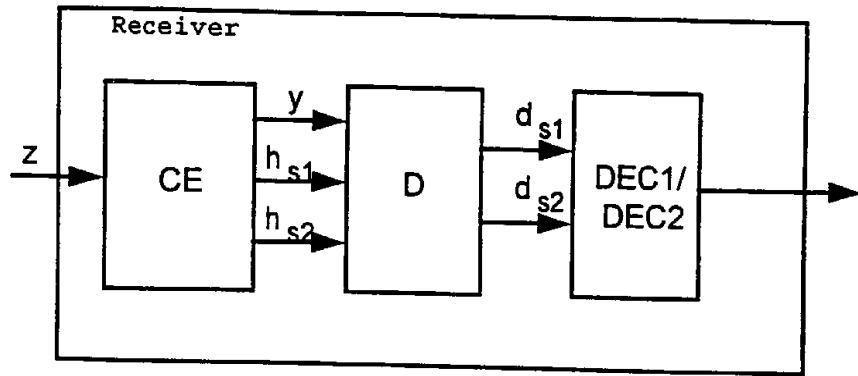 Receiver
z
CE
y
h s1
h s2
D
d s1
d s2
DEC1/
DEC2